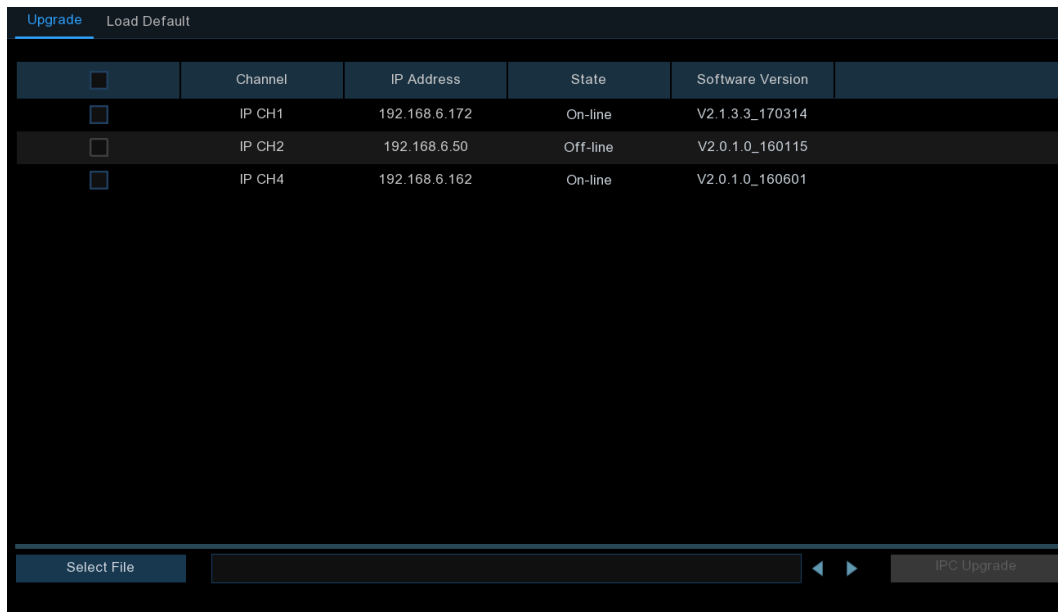 Upgrade Load Default
Channel IP Address State Software Version
IP CH1 192.168.6.172 On-line V2.1.3.3_170314
IP CH2 192.168.6.50 Off-line V2.0.1.0_160115
IP CH4 192.168.6.162 On-line V2.0.1.0_160601
Select File IPC Upgrade